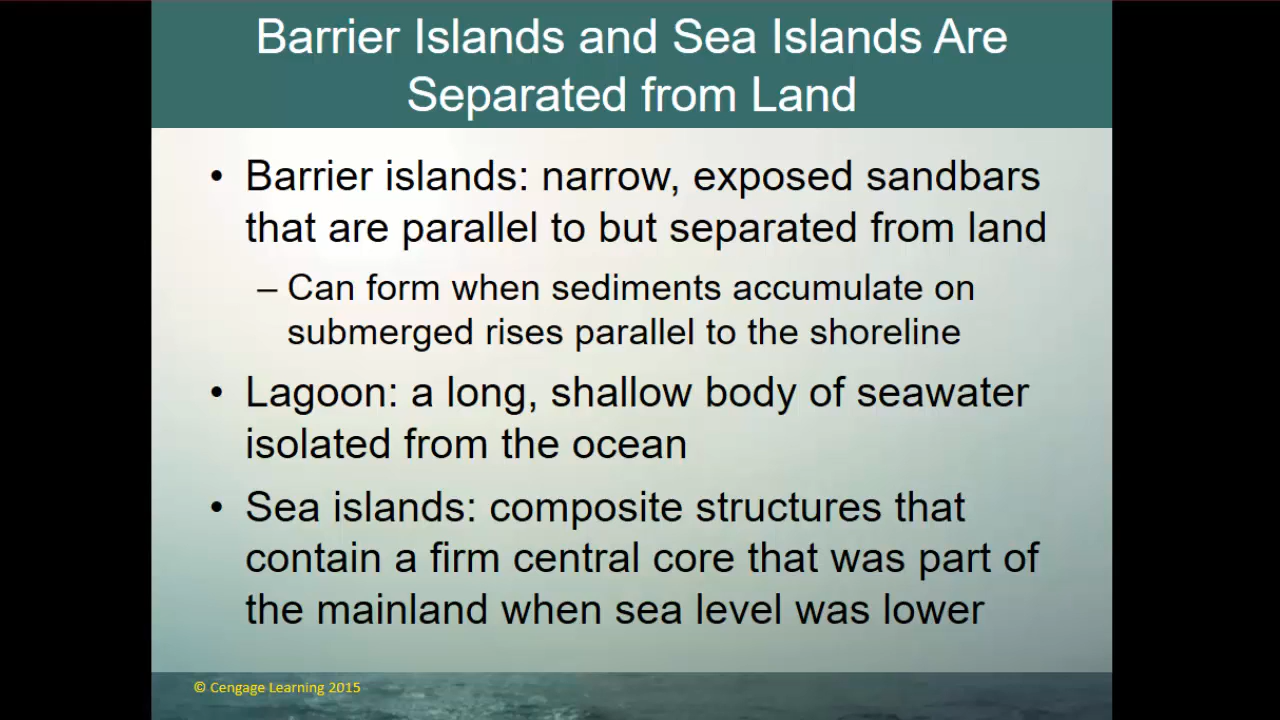 Barrier Islands and Sea Islands Are
Separated from Land
• Barrier islands: narrow, exposed sandbars
that are parallel to but separated from land
– Can form when sediments accumulate on
submerged rises parallel to the shoreline
• Lagoon: a long, shallow body of seawater
isolated from the ocean
• Sea islands: composite structures that
contain a firm central core that was part of
the mainland when sea level was lower
© Cengage Learning 2015